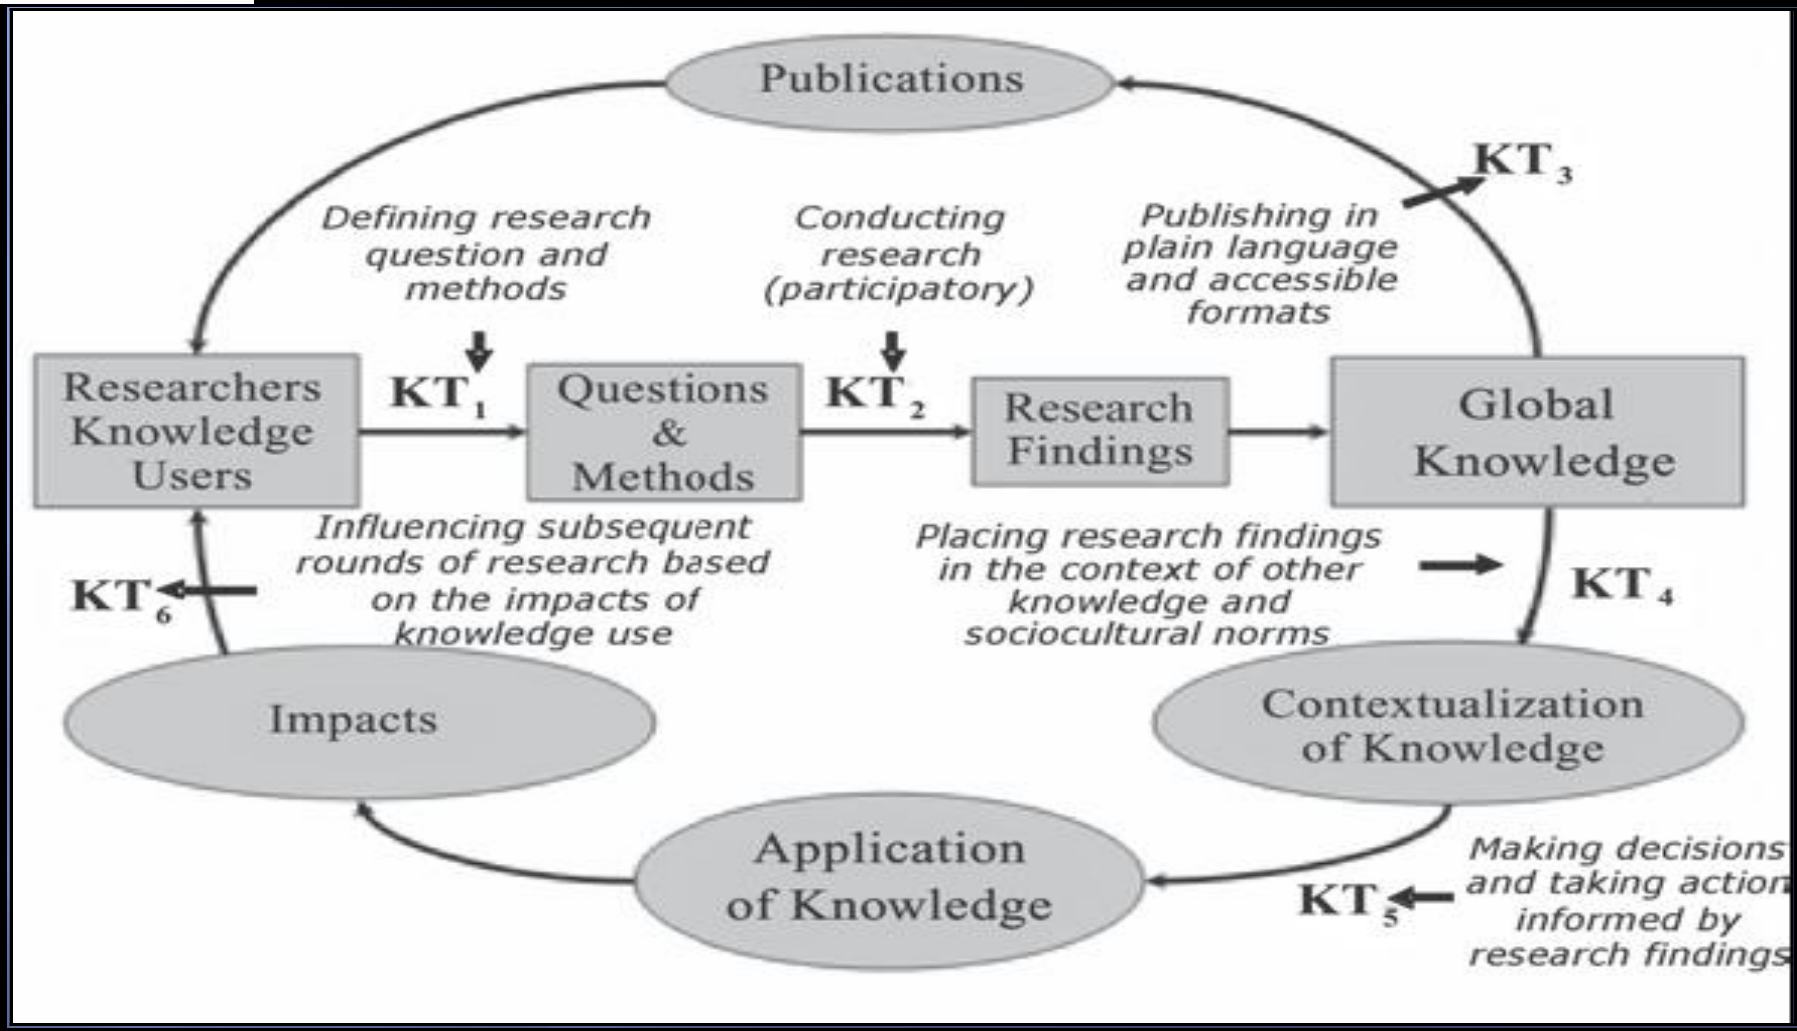 Publications
KT3
Defining research
question and
methods
Conducting
research
(participatory)
Publishing in
plain language
and accessible
formats
Researchers
Knowledge
Users
KT1
Questions
&
Methods
KT2
Research
Findings
Global
Knowledge
Influencing subsequent
rounds of research based
on the impacts of
knowledge use
KT6
Placing research findings
in the context of other
knowledge and
sociocultural norms
KT4
Impacts
Contextualization
of Knowledge
Application
of Knowledge
KT5
Making decisions
and taking action
informed by
research findings